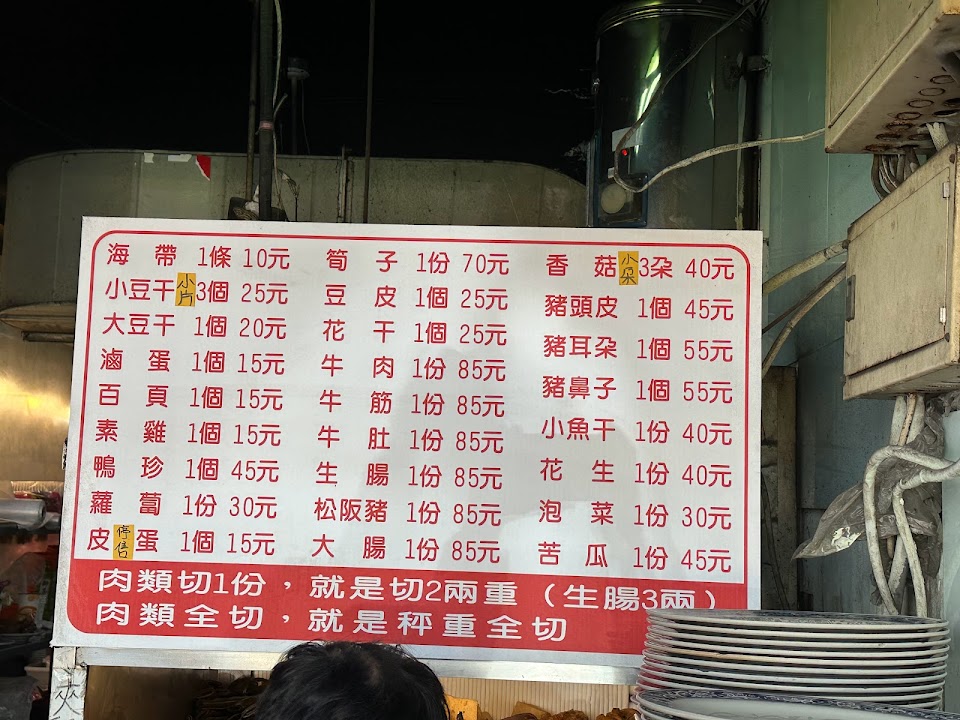 海帶 1條 10元
小豆干 小片 3個 25元
大豆干 1個 20元
滷蛋 1個 15元
百頁 1個 15元
素雞 1個 15元
鴨珍 1個 45元
蘿蔔 1份 30元
皮蛋 停售 1個 15元
筍子 1份 70元
豆皮 1個 25元
花干 1個 25元
牛肉 1份 85元
牛筋 1份 85元
牛肚 1份 85元
生腸 1份 85元
松阪豬 1份 85元
大腸 1份 85元
香菇 小朵 3朵 40元
豬頭皮 1個 45元
豬耳朵 1個 55元
豬鼻子 1個 55元
小魚干 1份 40元
花生 1份 40元
泡菜 1份 30元
苦瓜 1份 45元
肉類切1份，就是切2兩重（生腸3兩）
肉類全切，就是秤重全切